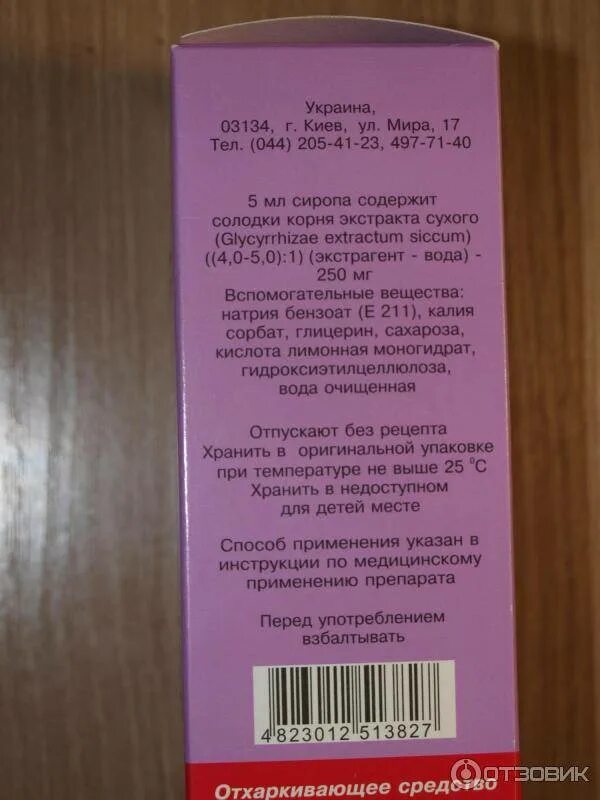 Украина,
03134, г. Киев, ул. Мира, 17
Тел. (044) 205-41-23, 497-71-40
5 мл сиропа содержит
солодки корня экстракта сухого
(Glycyrrhizae extractum siccum)
((4,0-5,0):1) (экстрагент - вода) -
250 мг
Вспомогательные вещества:
натрия бензоат (Е 211), калия
сорбат, глицерин, сахароза,
кислота лимонная моногидрат,
гидроксиэтилцеллюлоза,
вода очищенная
Отпускают без рецепта
Хранить в оригинальной упаковке
при температуре не выше 25 °С
Хранить в недоступном
для детей месте
Способ применения указан в
инструкции по медицинскому
применению препарата
Перед употреблением
взбалтывать
4823012 513827
Отхаркивающее средство
ОТЗОВИК